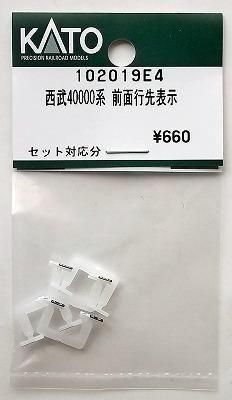 KATO
PRECISION RAILROAD MODELS
102019E4
西武40000系 前面行先表示
¥660
セット対応分